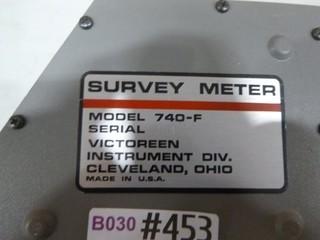 SURVEY METER
MODEL 740-F
SERIAL
VICTOREEN
INSTRUMENT DIV.
CLEVELAND, OHIO
MADE IN U.S.A.
B030 #453